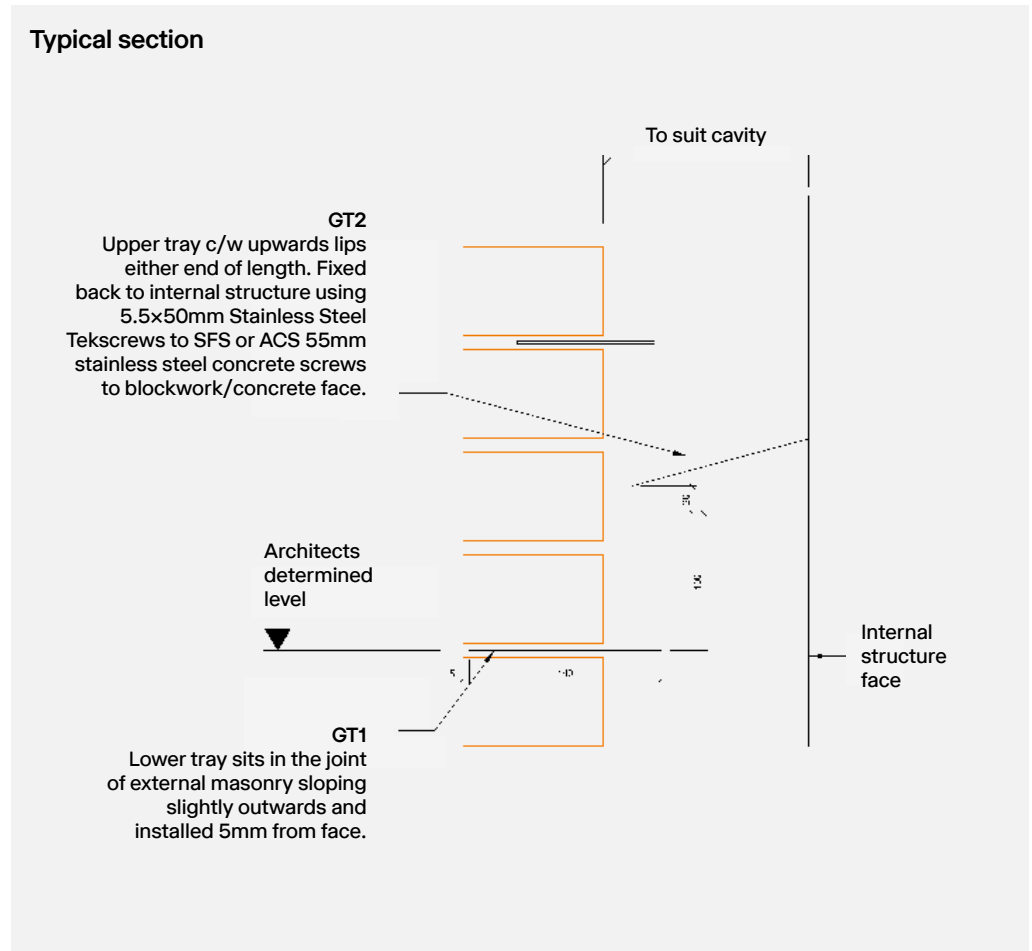 Typical section
To suit cavity
GT2
Upper tray c/w upwards lips
either end of length. Fixed
back to internal structure using
5.5×50mm Stainless Steel
Tekscrews to SFS or ACS 55mm
stainless steel concrete screws
to blockwork/concrete face.
Architects
determined
level
Internal
structure
face
GT1
Lower tray sits in the joint
of external masonry sloping
slightly outwards and
installed 5mm from face.